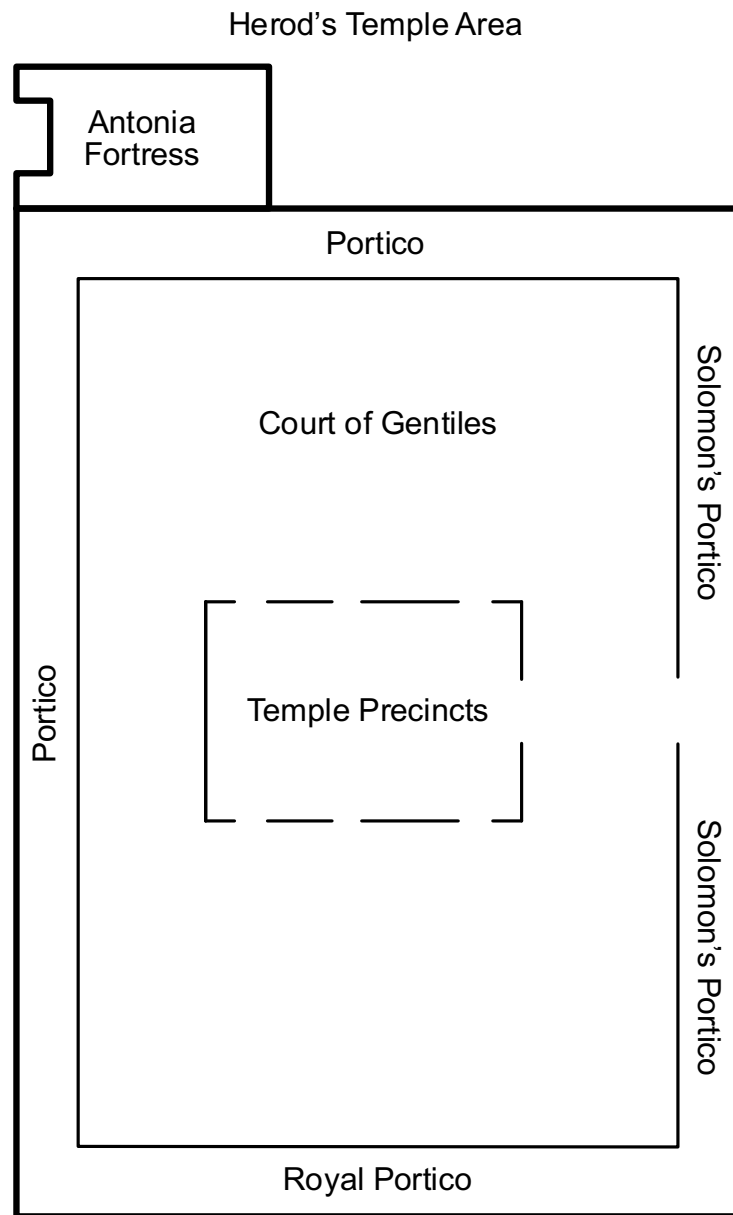 Herod’s Temple Area
Antonia
Fortress
Portico
Court of Gentiles
Solomon’s Portico
Temple Precincts
Portico
Solomon’s Portico
Royal Portico